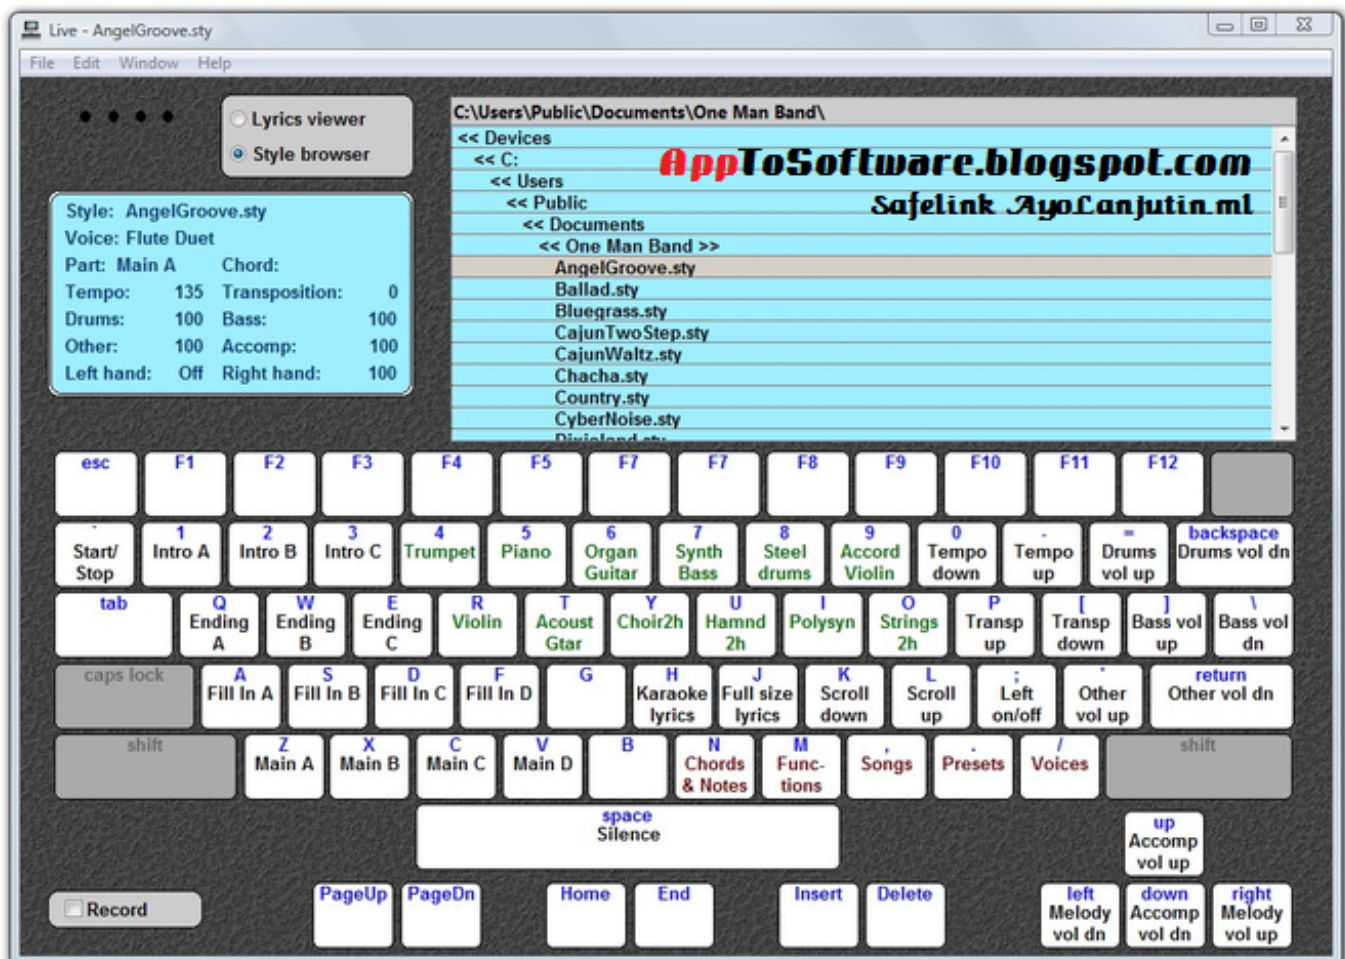 Live - AngelGroove.sty
File Edit Window Help
Lyrics viewer
Style browser
Style: AngelGroove.sty
Voice: Flute Duet
Part: Main A Chord:
Tempo: 135 Transposition: 0
Drums: 100 Bass: 100
Other: 100 Accomp: 100
Left hand: Off Right hand: 100
C:\Users\Public\Documents\One Man Band\
<< Devices
<< C:
<< Users
<< Public
<< Documents
<< One Man Band >>
AngelGroove.sty
Ballad.sty
Bluegrass.sty
CajunTwoStep.sty
CajunWaltz.sty
Chacha.sty
Country.sty
CyberNoise.sty
Dixieland.sty
AppToSoftware.blogspot.com
Safelink AyoLanjutin.ml
esc F1 F2 F3 F4 F5 F7 F7 F8 F9 F10 F11 F12
` 1 2 3 4 5 6 7 8 9 0 - = backspace
Start/ Intro A Intro B Intro C Trumpet Piano Organ Synth Steel Accord Tempo Tempo Drums Drums vol dn
Stop Guitar Bass drums Violin down up vol up
tab Q W E R T Y U I O P [ ] \
Ending Ending Ending Violin Acoust Choir2h Hamnd Polysyn Strings Transp Transp Bass vol Bass vol
A B C Gtar 2h 2h up down up dn
caps lock A S D F G H J K L ; ' return
Fill In A Fill In B Fill In C Fill In D Karaoke Full size Scroll Scroll Left Other Other vol dn
lyrics lyrics down up on/off vol up
shift Z X C V B N M , . / shift
Main A Main B Main C Main D Chords Func- Songs Presets Voices
& Notes tions
space
Silence
up
Accomp
vol up
Record
PageUp PageDn Home End Insert Delete
left down right
Melody Accomp Melody
vol dn vol dn vol up